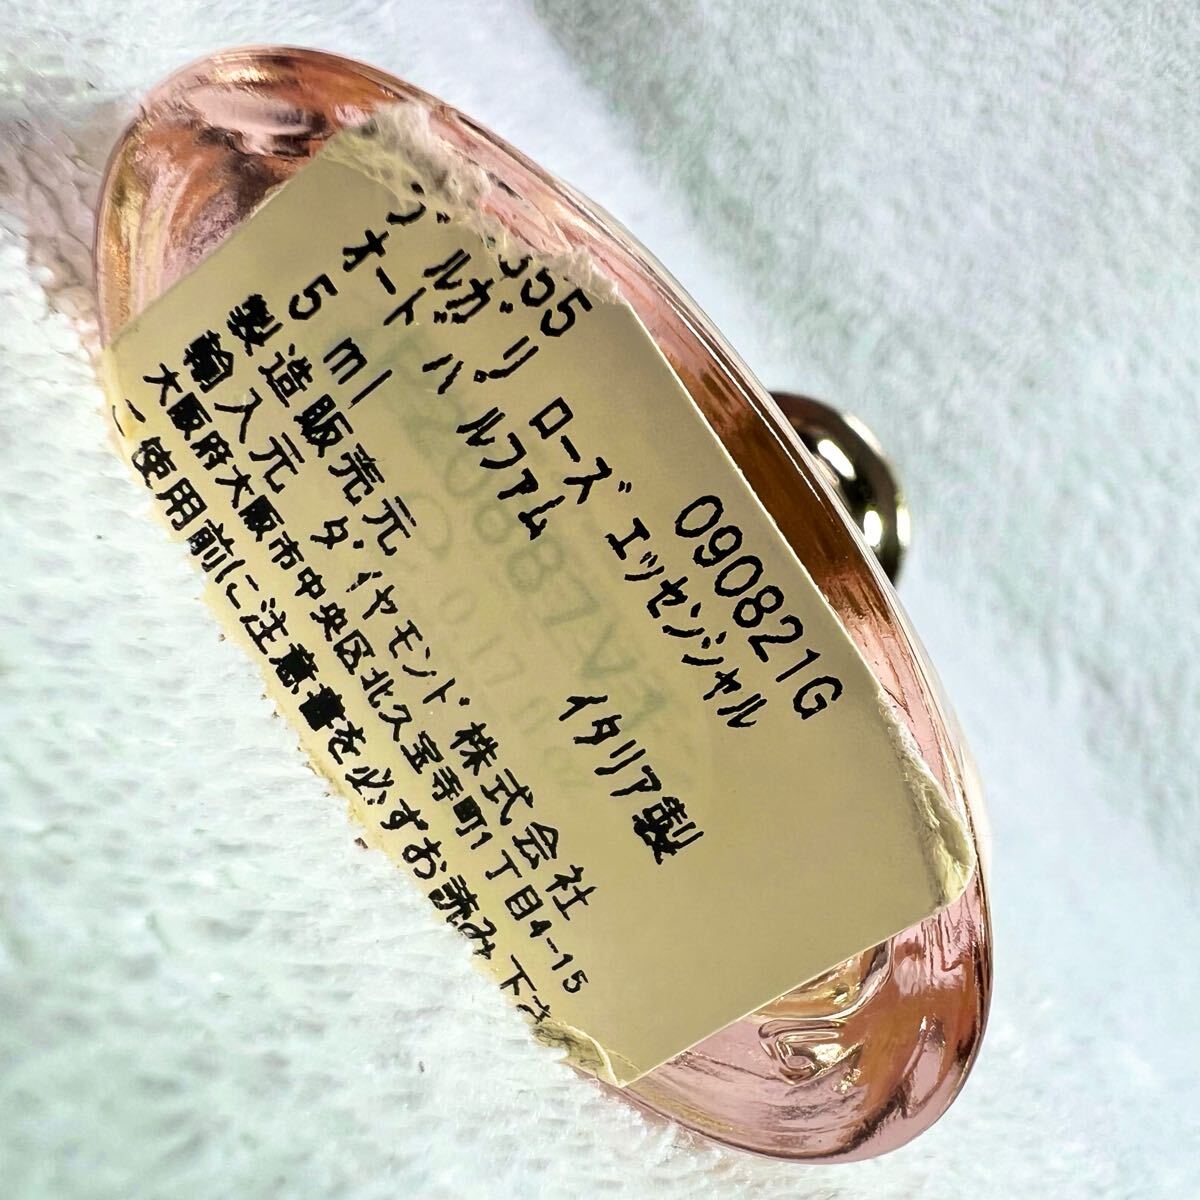 555 090821G
ブルガリ ローズ エッセンシャル
オードパルファム
5ml イタリア製
製造販売元
輸入元 ダイヤモンド株式会社
大阪府大阪市中央区北久宝寺町1丁目4-15
ご使用前に注意書を必ずお読み下さ